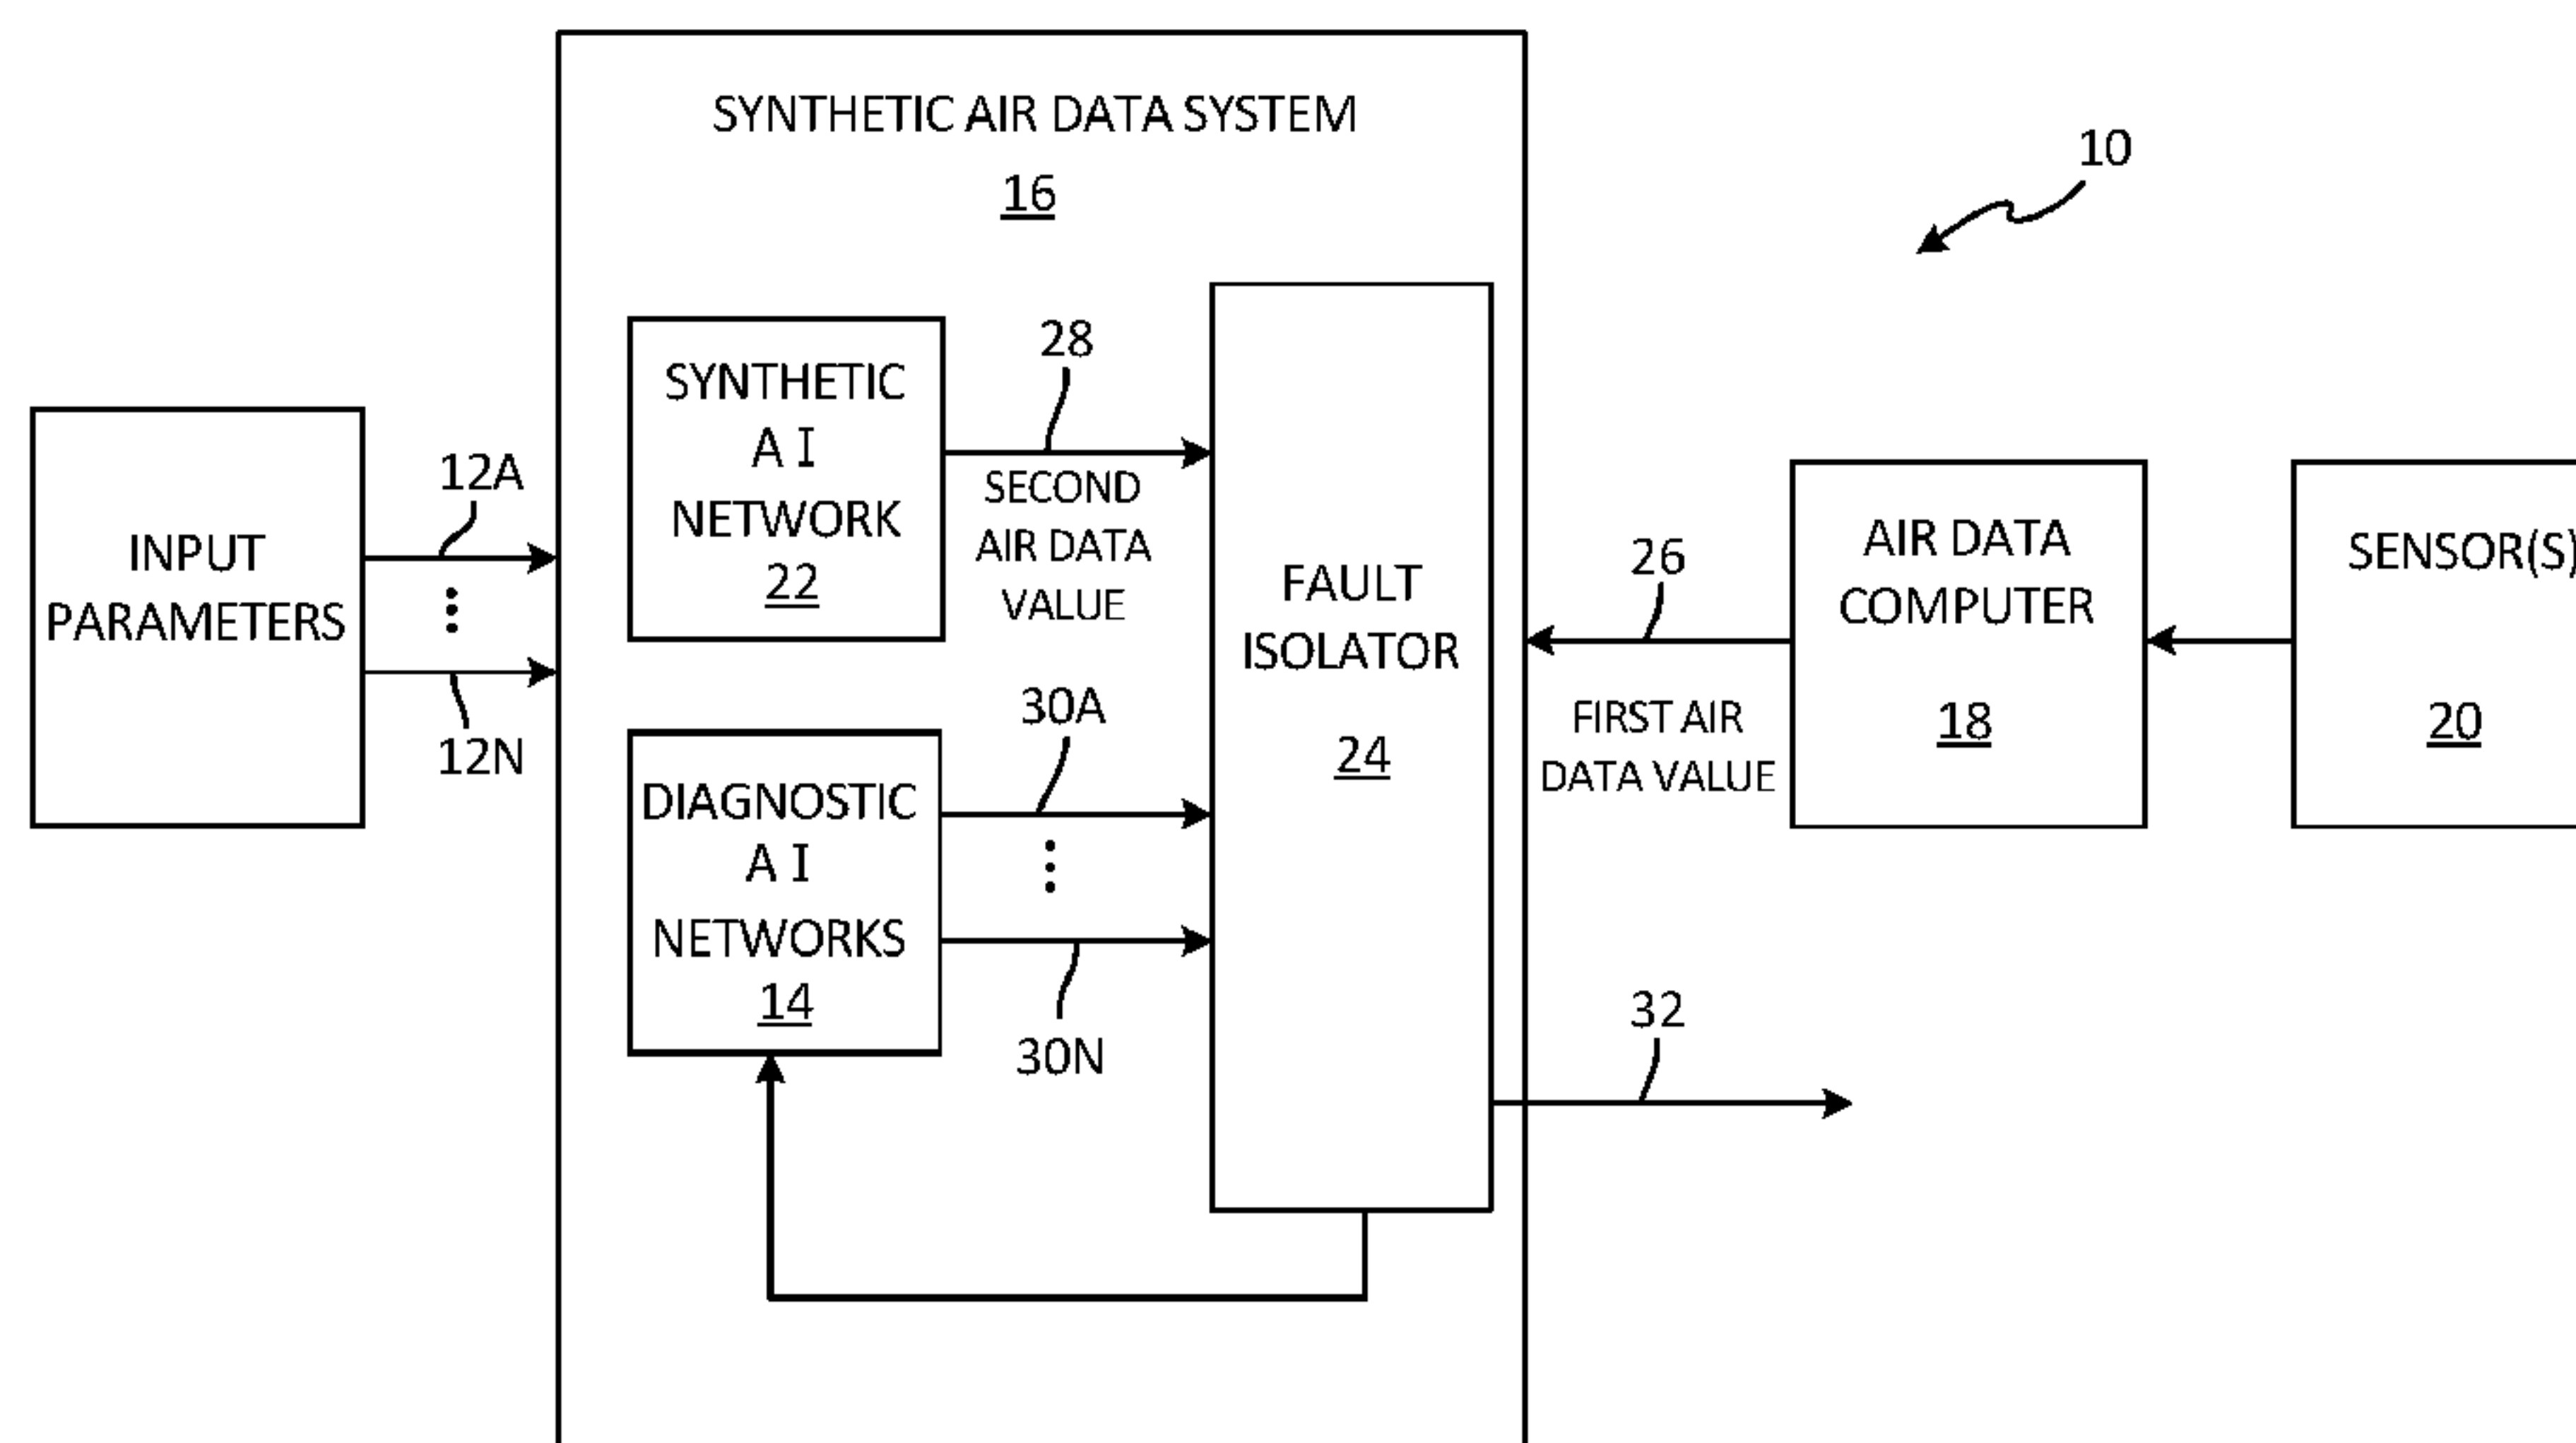 SYNTHETIC AIR DATA SYSTEM
16
10
INPUT
PARAMETERS
12A
12N
SYNTHETIC
A I
NETWORK
22
28
SECOND
AIR DATA
VALUE
DIAGNOSTIC
A I
NETWORKS
14
30A
30N
FAULT
ISOLATOR
24
26
FIRST AIR
DATA VALUE
AIR DATA
COMPUTER
18
SENSOR(S)
20
32